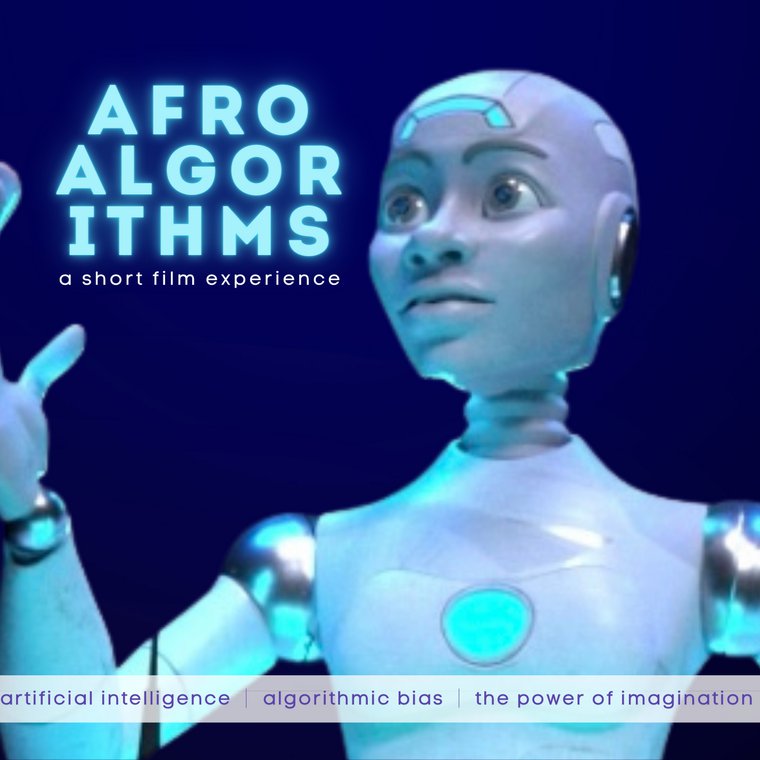 AFRO
ALGOR
ITHMS
a short film experience
artificial intelligence | algorithmic bias | the power of imagination